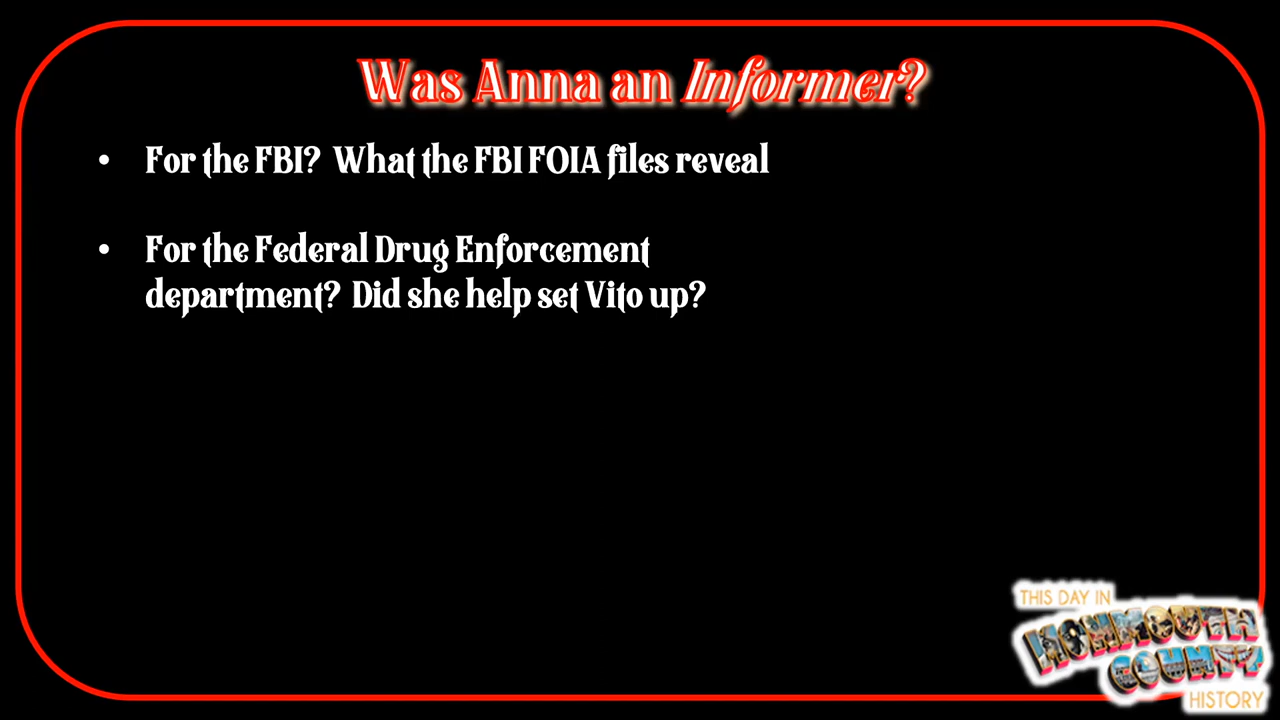 Was Anna an Informer?
• For the FBI? What the FBI FOIA files reveal
• For the Federal Drug Enforcement
department? Did she help set Vito up?
THIS DAY IN
MONMOUTH
COUNTY
HISTORY